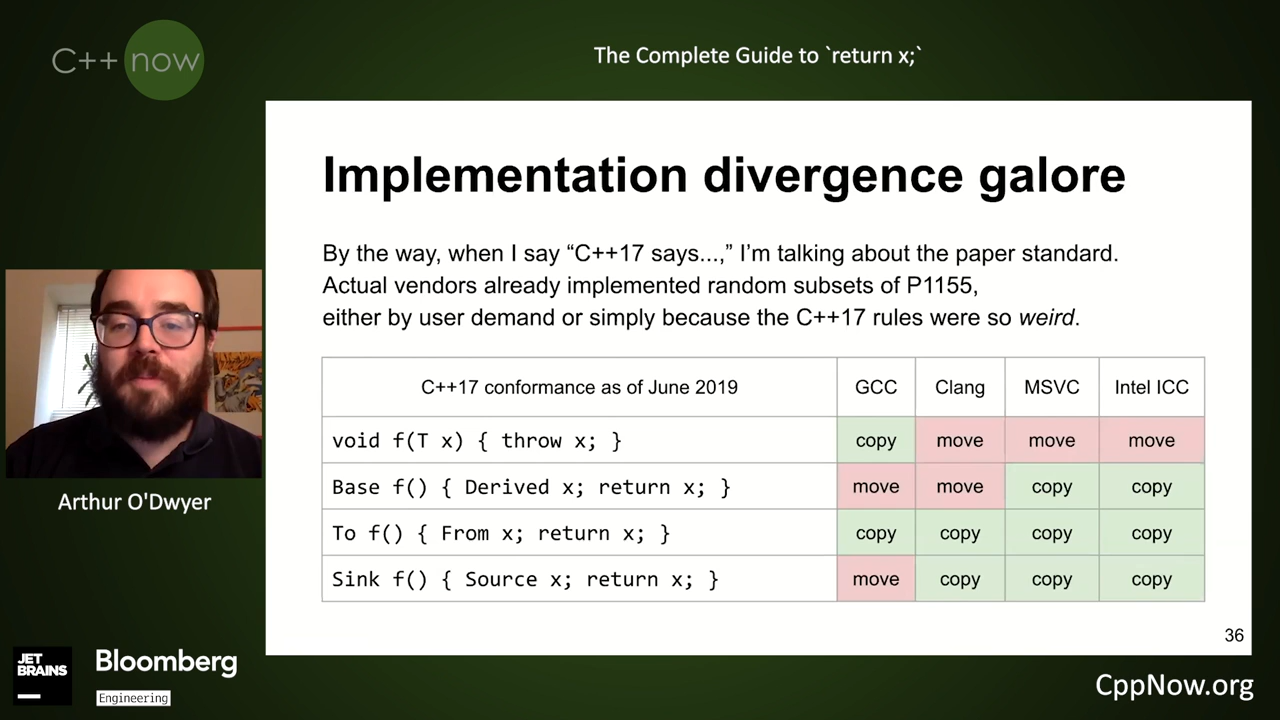 C++ now
The Complete Guide to `return x;`
Implementation divergence galore
By the way, when I say “C++17 says...,” I’m talking about the paper standard.
Actual vendors already implemented random subsets of P1155,
either by user demand or simply because the C++17 rules were so weird.
C++17 conformance as of June 2019 GCC Clang MSVC Intel ICC
void f(T x) { throw x; } copy move move move
Base f() { Derived x; return x; } move move copy copy
To f() { From x; return x; } copy copy copy copy
Sink f() { Source x; return x; } move copy copy copy
36
Arthur O'Dwyer
JET
BRAINS
Bloomberg
Engineering
CppNow.org